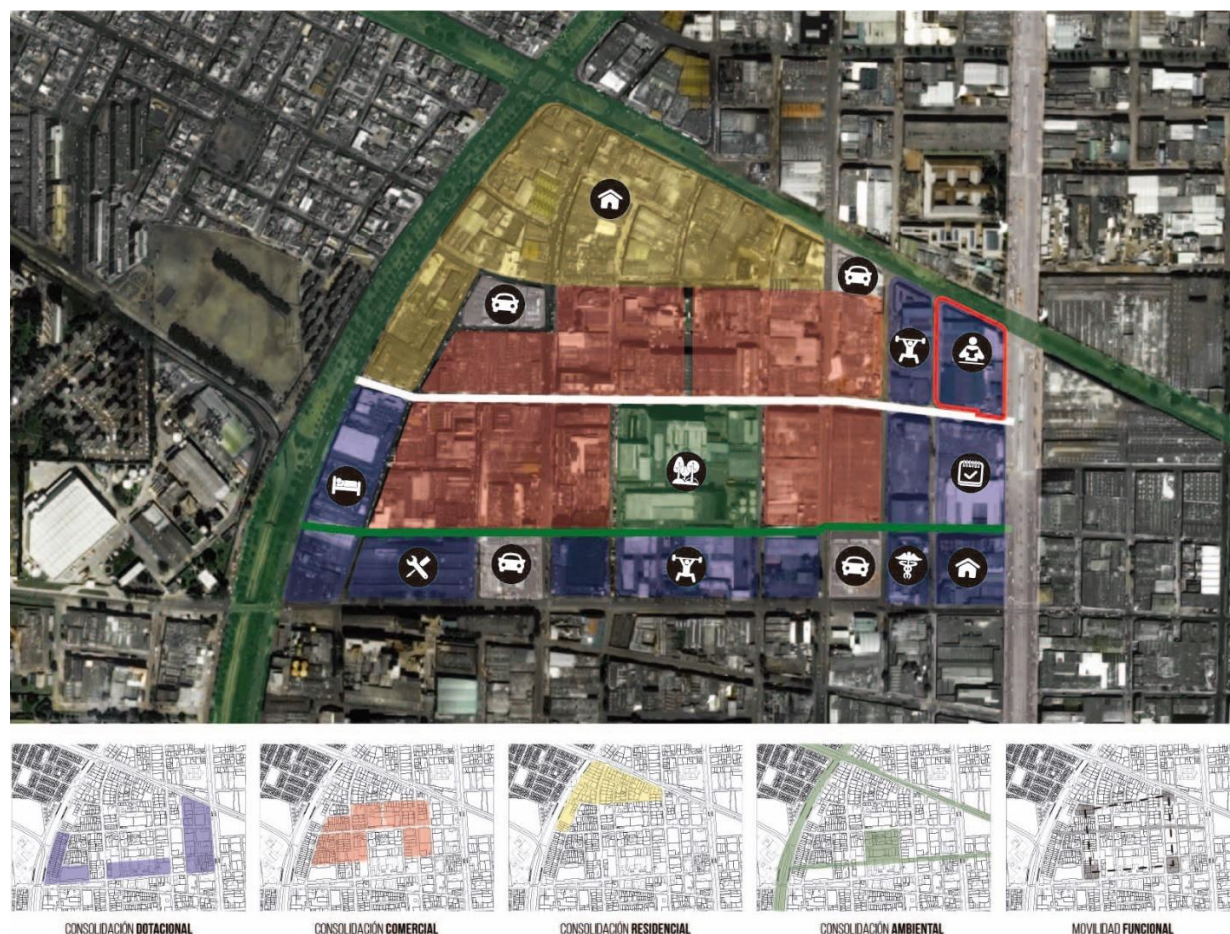 CONSOLIDACIÓN DOTACIONAL
CONSOLIDACIÓN COMERCIAL
CONSOLIDACIÓN RESIDENCIAL
CONSOLIDACIÓN AMBIENTAL
MOVILIDAD FUNCIONAL